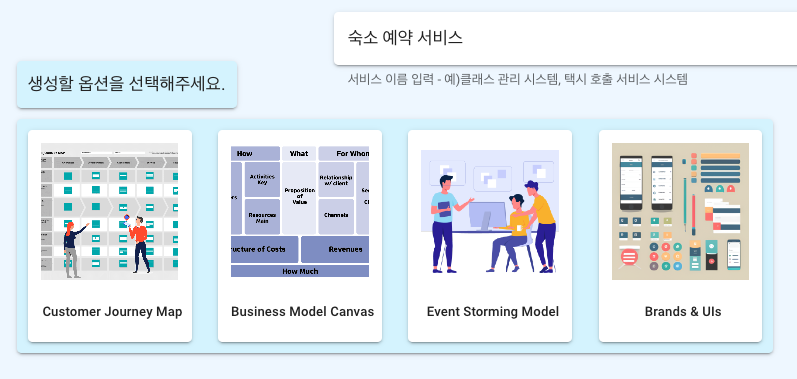 숙소 예약 서비스
서비스 이름 입력 - 예)클래스 관리 시스템, 택시 호출 서비스 시스템
생성할 옵션을 선택해주세요.
How What For Whom
Activities Key
Resources Main
Proposition of Value
Relationship w/client
Channels
ructure of Costs Revenues
How Much
Customer Journey Map
Business Model Canvas
Event Storming Model
Brands & UIs